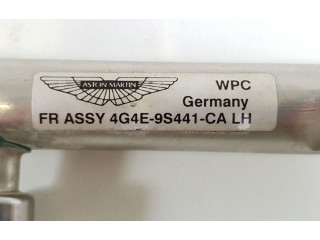 ASTON MARTIN
WPC
Germany
FR ASSY 4G4E-9S441-CA LH